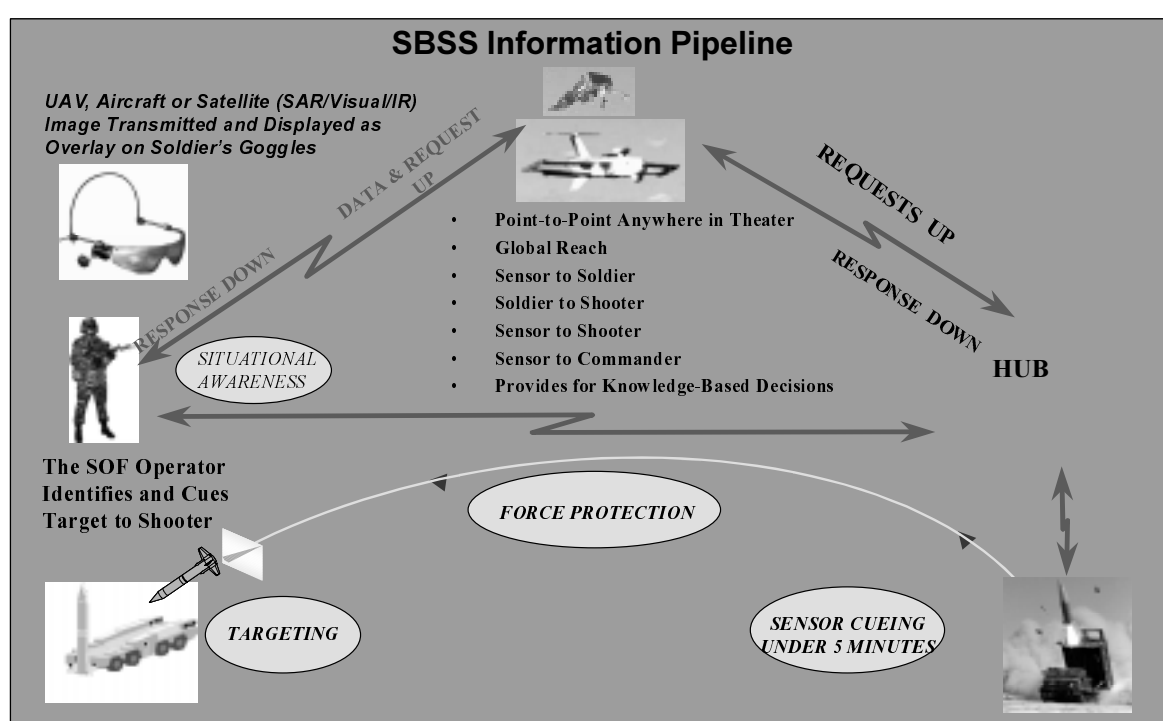 SBSS Information Pipeline
UAV, Aircraft or Satellite (SAR/Visual/IR)
Image Transmitted and Displayed as
Overlay on Soldier's Goggles
DATA & REQUEST
UP
RESPONSE DOWN
REQUESTS UP
RESPONSE DOWN
• Point-to-Point Anywhere in Theater
• Global Reach
• Sensor to Soldier
• Soldier to Shooter
• Sensor to Shooter
• Sensor to Commander
• Provides for Knowledge-Based Decisions
SITUATIONAL
AWARENESS
HUB
The SOF Operator
Identifies and Cues
Target to Shooter
FORCE PROTECTION
TARGETING
SENSOR CUEING
UNDER 5 MINUTES